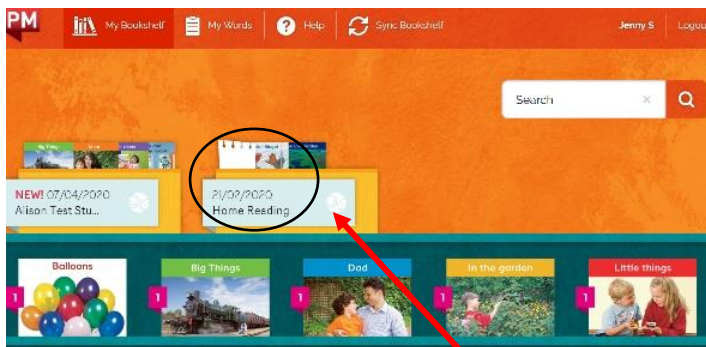 PM My Bookshelf My Words ? Help Sync Bookshelf Jenny S Logou
Search
NEW! 07/04/2020
Alison Test Stu...
21/02/2020
Home Reading
Balloons Big Things Dad In the garden Little things
1 1 1 1 1